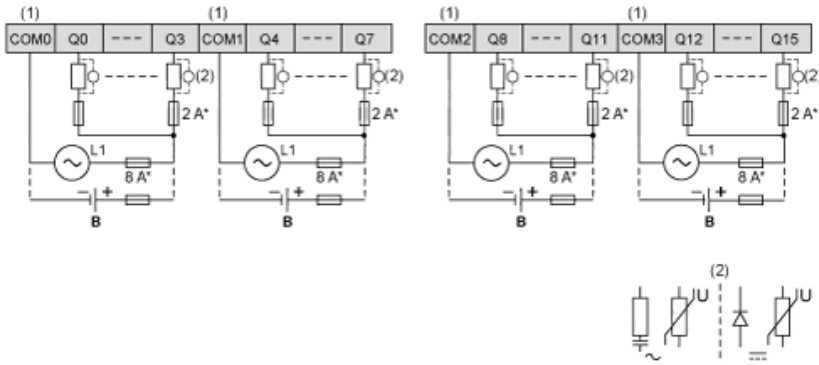 (1) (1) (1) (1)
COM0 Q0 --- Q3 COM1 Q4 --- Q7 COM2 Q8 --- Q11 COM3 Q12 --- Q15
(2) (2) (2) (2)
2 A* 2 A* 2 A* 2 A*
L1 L1 L1 L1
8 A* 8 A* 8 A* 8 A*
− + − + − + − +
B B B B
(2)
U U